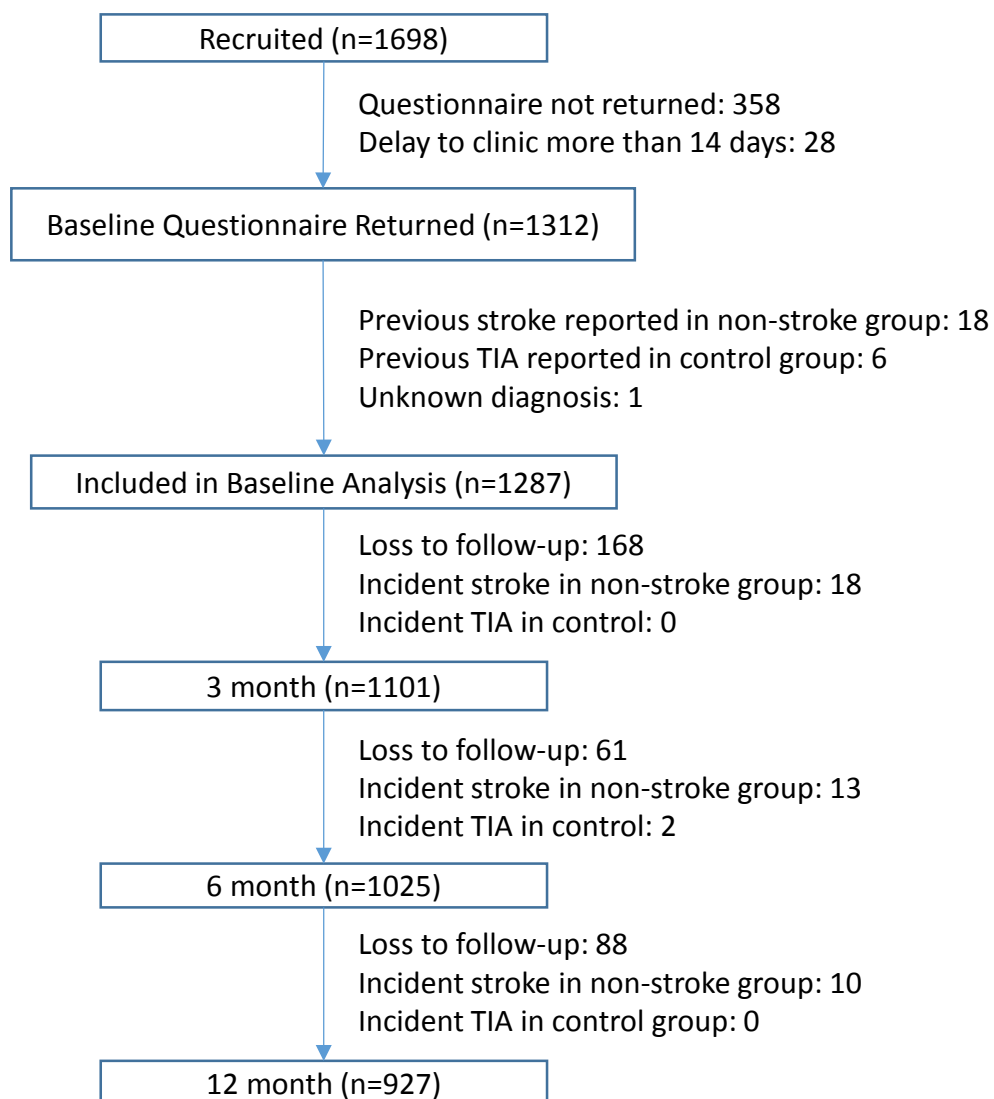 Recruited (n=1698)
Questionnaire not returned: 358
Delay to clinic more than 14 days: 28
Baseline Questionnaire Returned (n=1312)
Previous stroke reported in non-stroke group: 18
Previous TIA reported in control group: 6
Unknown diagnosis: 1
Included in Baseline Analysis (n=1287)
Loss to follow-up: 168
Incident stroke in non-stroke group: 18
Incident TIA in control: 0
3 month (n=1101)
Loss to follow-up: 61
Incident stroke in non-stroke group: 13
Incident TIA in control: 2
6 month (n=1025)
Loss to follow-up: 88
Incident stroke in non-stroke group: 10
Incident TIA in control group: 0
12 month (n=927)